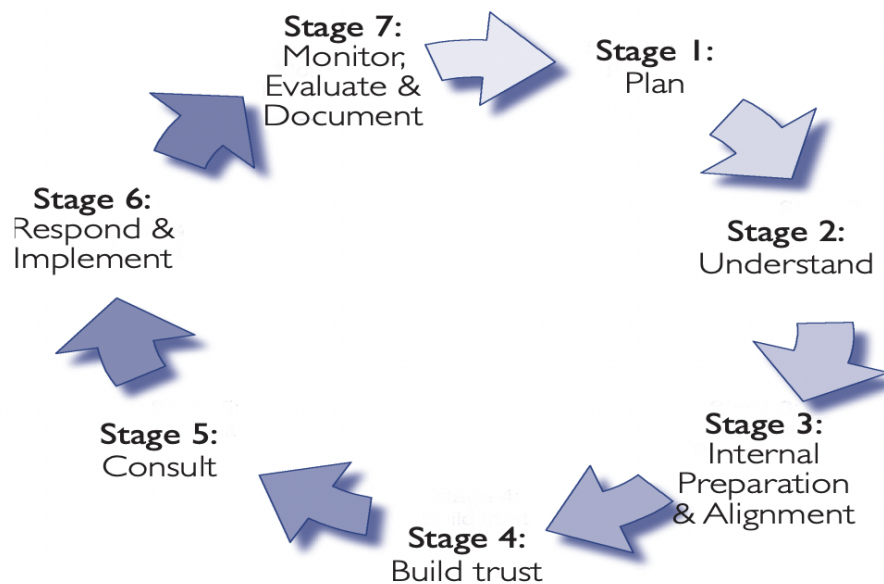 Stage 7:
Monitor,
Evaluate &
Document
Stage 1:
Plan
Stage 2:
Understand
Stage 3:
Internal
Preparation
& Alignment
Stage 4:
Build trust
Stage 5:
Consult
Stage 6:
Respond &
Implement